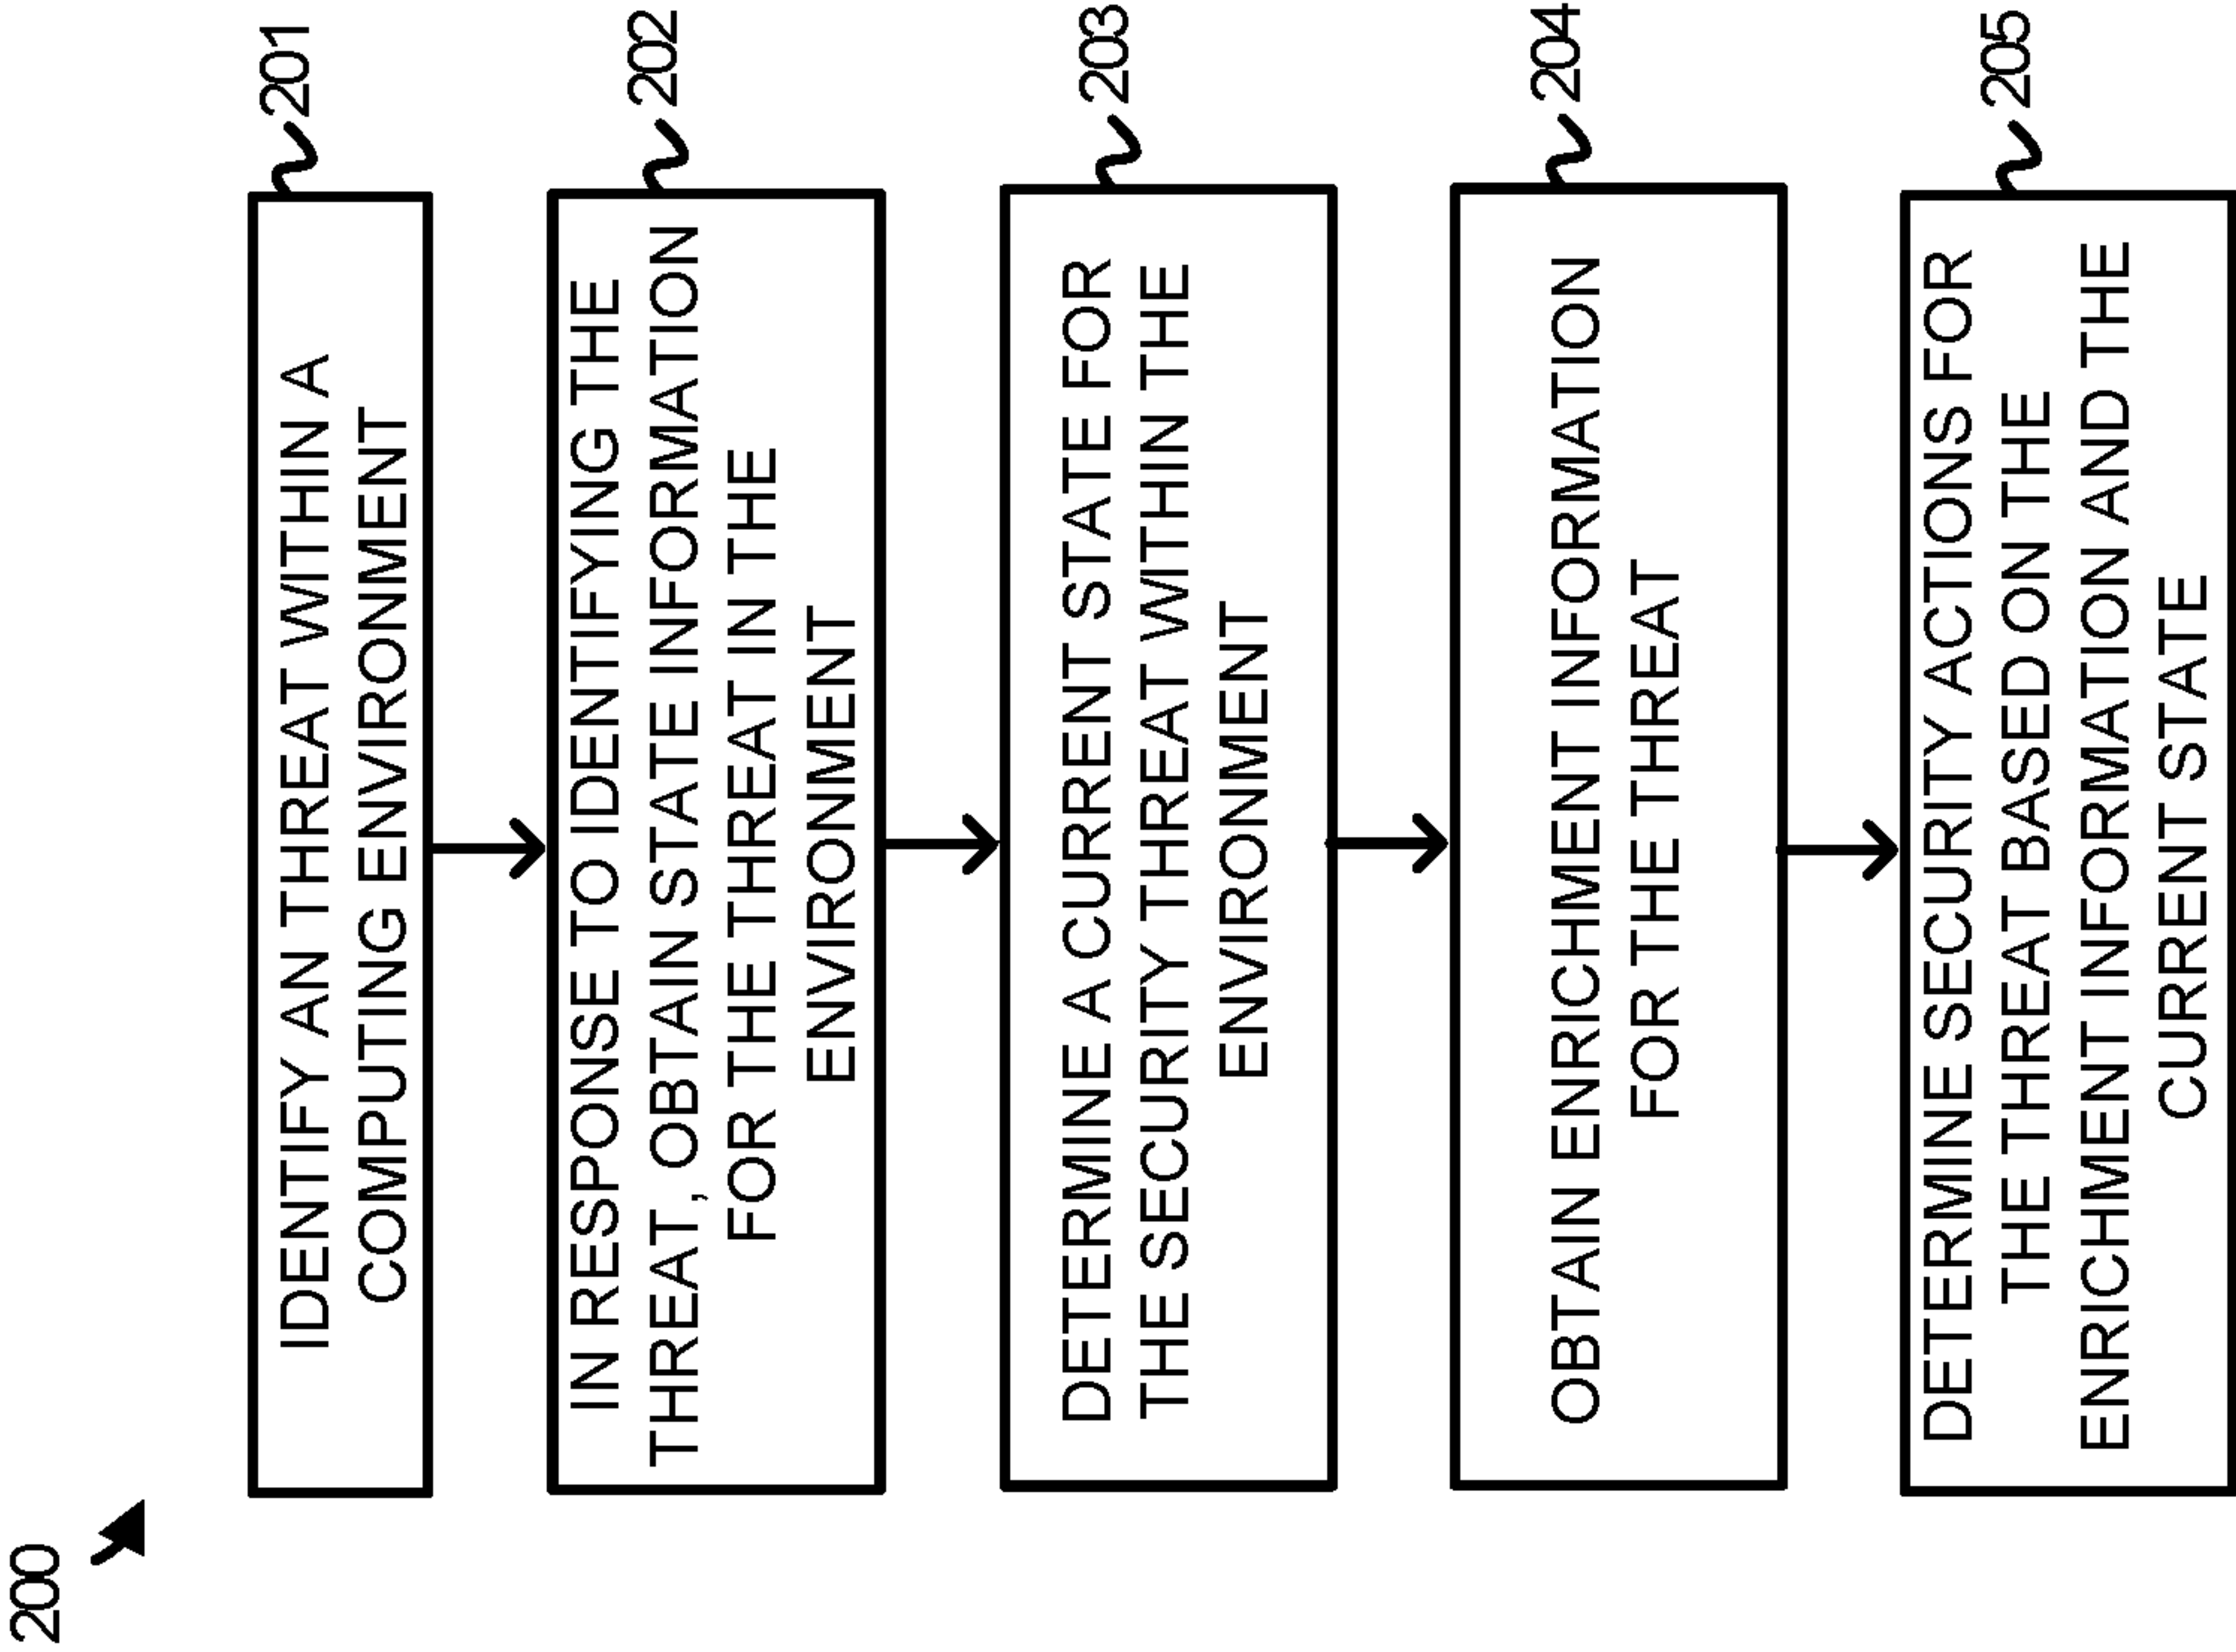 2000
IDENTIFY AN THREAT WITHIN A
COMPUTING ENVIRONMENT
201
IN RESPONSE TO IDENTIFYING THE
THREAT, OBTAIN STATE INFORMATION
FOR THE THREAT IN THE
ENVIRONMENT
202
DETERMINE A CURRENT STATE FOR
THE SECURITY THREAT WITHIN THE
ENVIRONMENT
203
OBTAIN ENRICHMENT INFORMATION
FOR THE THREAT
204
DETERMINE SECURITY ACTIONS FOR
THE THREAT BASED ON THE
ENRICHMENT INFORMATION AND THE
CURRENT STATE
205